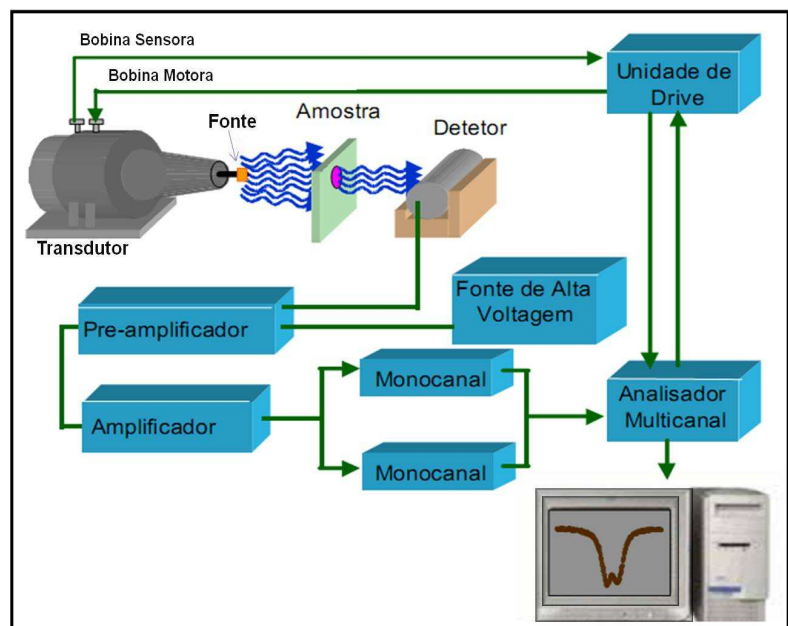 Bobina Sensora
Bobina Motora
Unidade de
Drive
Amostra
Fonte
Detetor
Transdutor
Fonte de Alta
Voltagem
Pre-amplificador
Monocanal
Analisador
Multicanal
Amplificador
Monocanal